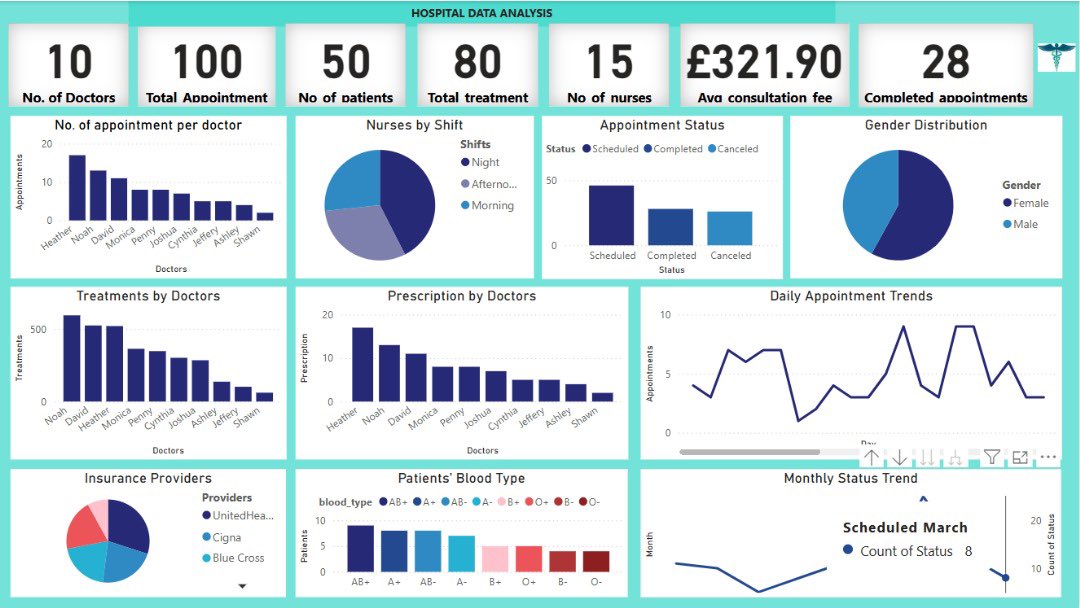 HOSPITAL DATA ANALYSIS
10
No. of Doctors
100
Total Appointment
50
No of patients
80
Total treatment
15
No of nurses
£321.90
Avg consultation fee
28
Completed appointments
No. of appointment per doctor
Appointments
20
10
0
Heather
Noah
David
Monica
Penny
Joshua
Cynthia
Jeffery
Ashley
Shawn
Doctors
Nurses by Shift
Shifts
Night
Afterno...
Morning
Appointment Status
Status Scheduled Completed Canceled
50
0
Scheduled Completed Canceled
Status
Gender Distribution
Gender
Female
Male
Treatments by Doctors
Treatments
500
0
Noah
David
Heather
Monica
Penny
Cynthia
Joshua
Ashley
Jeffery
Shawn
Doctors
Prescription by Doctors
Prescription
20
10
0
Heather
Noah
David
Monica
Penny
Joshua
Cynthia
Jeffery
Ashley
Shawn
Doctors
Daily Appointment Trends
Appointments
10
5
0
Day
Insurance Providers
Providers
UnitedHea...
Cigna
Blue Cross
Patients' Blood Type
blood_type AB+ A+ AB- A- B+ O+ B- O-
Patients
10
5
0
AB+ A+ AB- A- B+ O+ B- O-
Monthly Status Trend
Month
Scheduled March
Count of Status 8
20
10
Count of Status